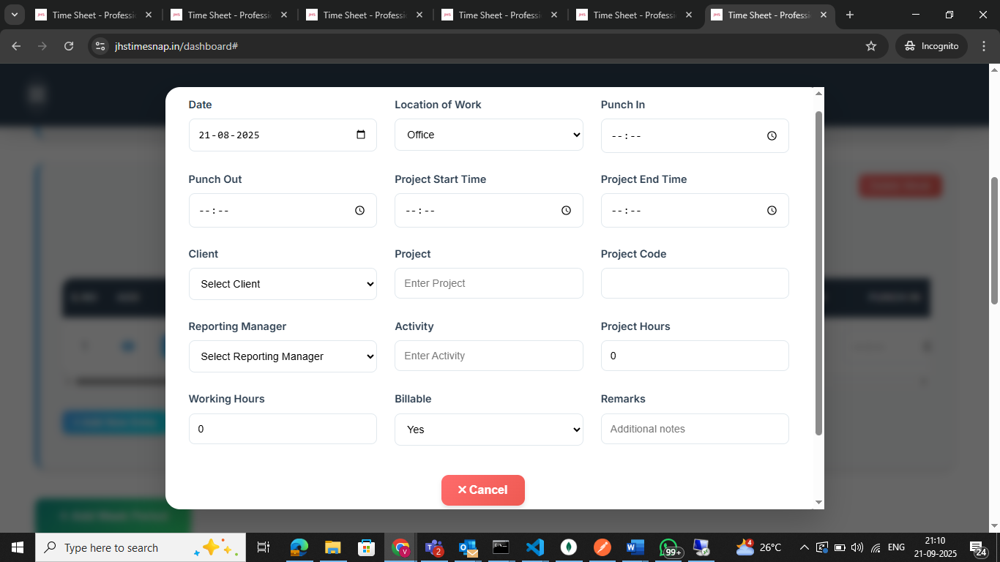 Time Sheet - Professi
Time Sheet - Professi
Time Sheet - Professi
Time Sheet - Professi
Time Sheet - Professi
Time Sheet - Professi
jhstimesnap.in/dashboard#
Incognito
Date
Location of Work
Punch In
21-08-2025
Office
--:--
Punch Out
Project Start Time
Project End Time
--:--
--:--
--:--
Client
Project
Project Code
Select Client
Enter Project
Reporting Manager
Activity
Project Hours
Select Reporting Manager
Enter Activity
0
Working Hours
Billable
Remarks
0
Yes
Additional notes
✕ Cancel
Type here to search
2
99+
4
26°C
ENG
21:10
21-09-2025
24